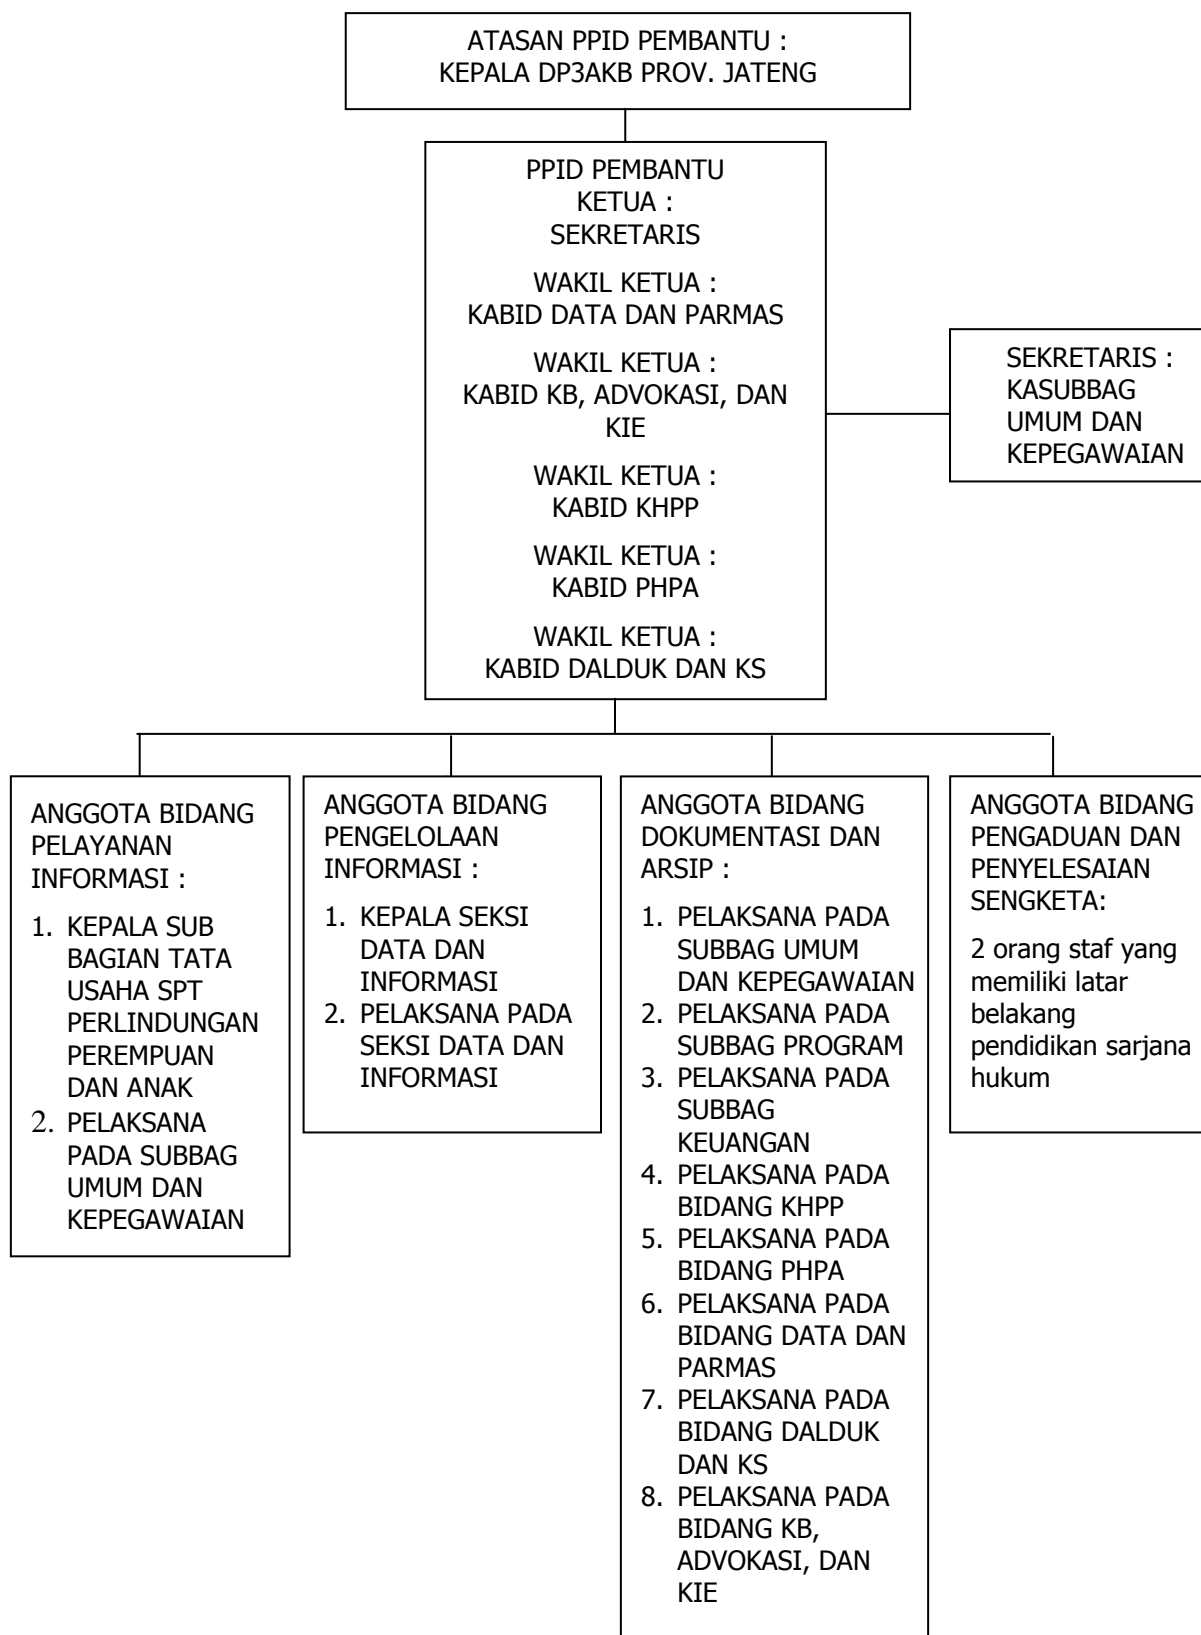 ATASAN PPID PEMBANTU :
KEPALA DP3AKB PROV. JATENG
PPID PEMBANTU
KETUA :
SEKRETARIS
WAKIL KETUA :
KABID DATA DAN PARMAS
WAKIL KETUA :
KABID KB, ADVOKASI, DAN
KIE
WAKIL KETUA :
KABID KHPP
WAKIL KETUA :
KABID PHPA
WAKIL KETUA :
KABID DALDUK DAN KS
SEKRETARIS :
KASUBBAG
UMUM DAN
KEPEGAWAIAN
ANGGOTA BIDANG
PELAYANAN
INFORMASI :
1. KEPALA SUB
BAGIAN TATA
USAHA SPT
PERLINDUNGAN
PEREMPUAN
DAN ANAK
2. PELAKSANA
PADA SUBBAG
UMUM DAN
KEPEGAWAIAN
ANGGOTA BIDANG
PENGELOLAAN
INFORMASI :
1. KEPALA SEKSI
DATA DAN
INFORMASI
2. PELAKSANA PADA
SEKSI DATA DAN
INFORMASI
ANGGOTA BIDANG
DOKUMENTASI DAN
ARSIP :
1. PELAKSANA PADA
SUBBAG UMUM
DAN KEPEGAWAIAN
2. PELAKSANA PADA
SUBBAG PROGRAM
3. PELAKSANA PADA
SUBBAG
KEUANGAN
4. PELAKSANA PADA
BIDANG KHPP
5. PELAKSANA PADA
BIDANG PHPA
6. PELAKSANA PADA
BIDANG DATA DAN
PARMAS
7. PELAKSANA PADA
BIDANG DALDUK
DAN KS
8. PELAKSANA PADA
BIDANG KB,
ADVOKASI, DAN
KIE
ANGGOTA BIDANG
PENGADUAN DAN
PENYELESAIAN
SENGKETA:
2 orang staf yang
memiliki latar
belakang
pendidikan sarjana
hukum